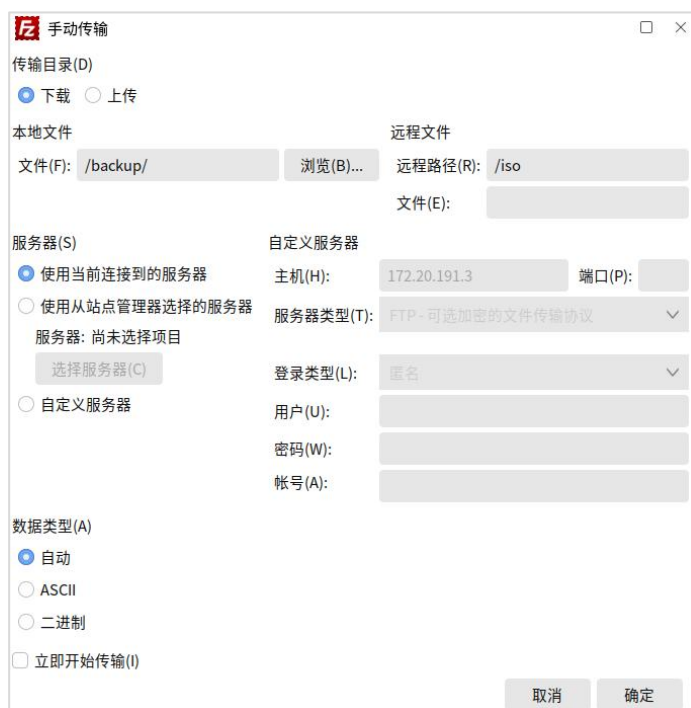 手动传输
传输目录(D)
下载 上传
本地文件 远程文件
文件(F): /backup/ 浏览(B)... 远程路径(R): /iso
文件(E):
服务器(S) 自定义服务器
使用当前连接到的服务器 主机(H): 172.20.191.3 端口(P):
使用从站点管理器选择的服务器 服务器类型(T): FTP - 可选加密的文件传输协议
服务器: 尚未选择项目
选择服务器(C) 登录类型(L): 匿名
自定义服务器 用户(U):
密码(W):
帐号(A):
数据类型(A)
自动
ASCII
二进制
立即开始传输(I)
取消 确定